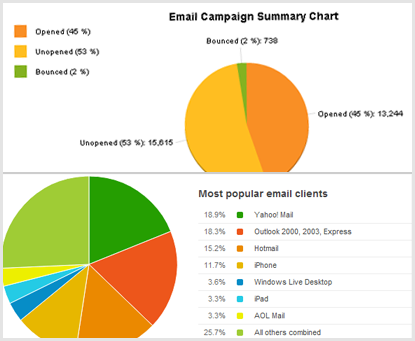 Email Campaign Summary Chart
Opened (45 %)
Unopened (53 %)
Bounced (2 %)
Bounced (2 %): 738
Opened (45 %): 13,244
Unopened (53 %): 15,615
Most popular email clients
18.9% Yahoo! Mail
18.3% Outlook 2000, 2003, Express
15.2% Hotmail
11.7% iPhone
3.6% Windows Live Desktop
3.3% iPad
3.3% AOL Mail
25.7% All others combined